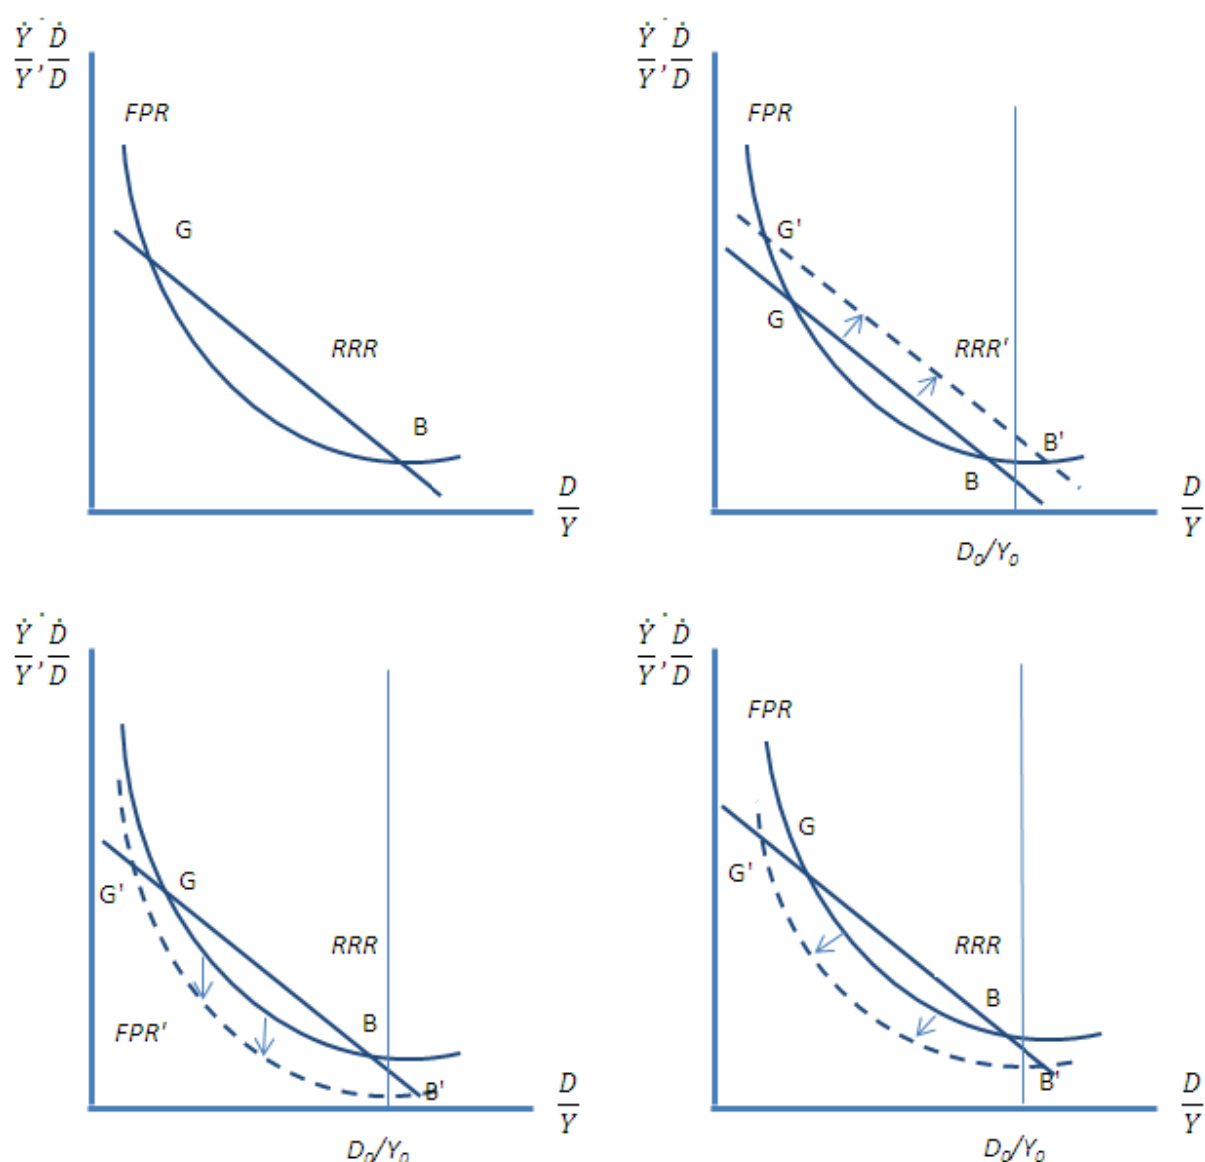 Ẏ/Y, Ḋ/D
FPR
G
RRR
B
D/Y
Ẏ/Y, Ḋ/D
FPR
G'
G
RRR'
B'
B
D/Y
D₀/Y₀
Ẏ/Y, Ḋ/D
G'
G
RRR
B
FPR'
B'
D/Y
D₀/Y₀
Ẏ/Y, Ḋ/D
FPR
G
G'
RRR
B
B'
D/Y
D₀/Y₀